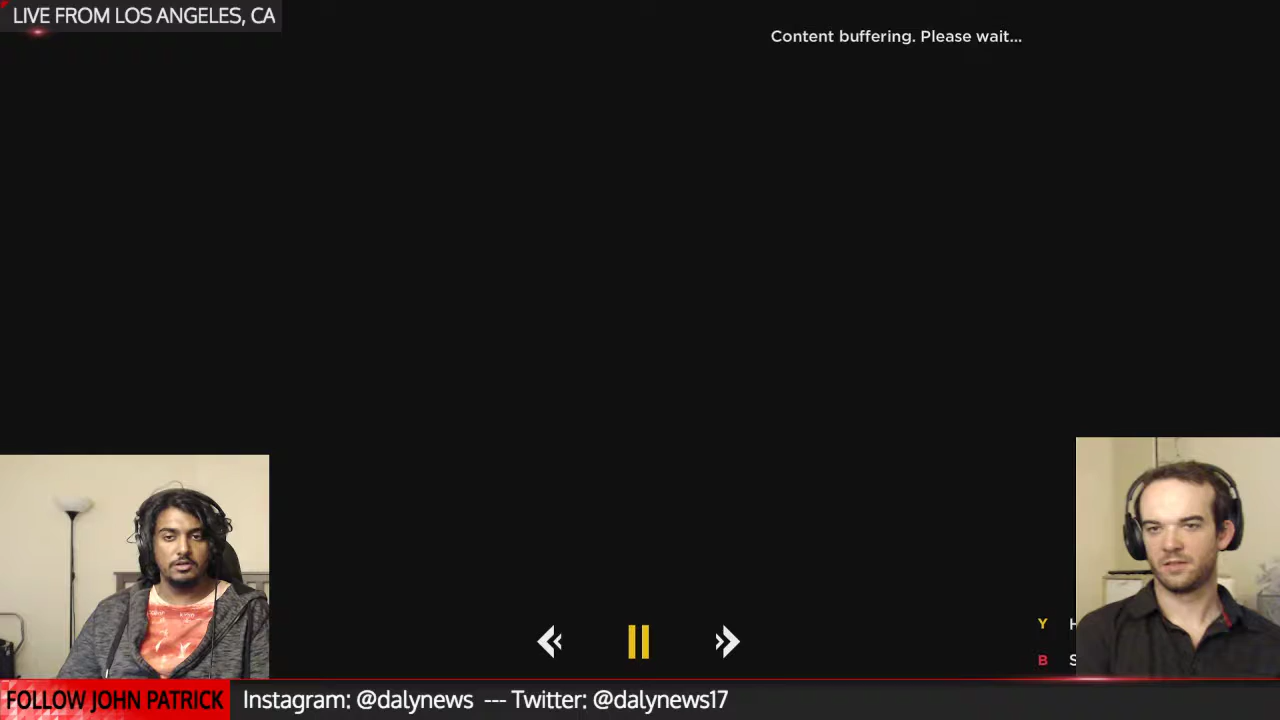 LIVE FROM LOS ANGELES, CA
Content buffering. Please wait...
Y
B
FOLLOW JOHN PATRICK Instagram: @dalynews --- Twitter: @dalynews17